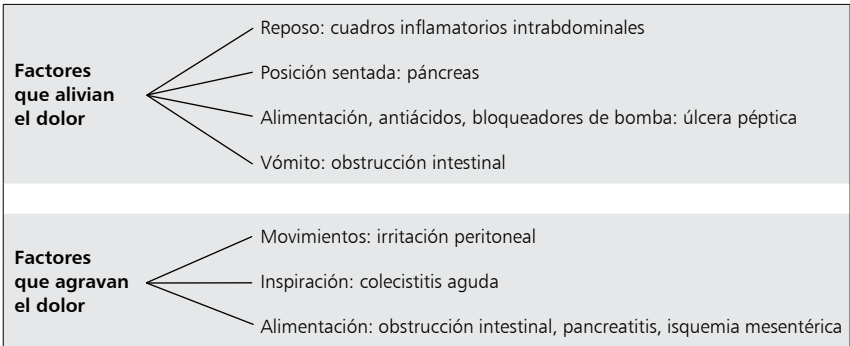 Factores
que alivian
el dolor
Reposo: cuadros inflamatorios intrabdominales
Posición sentada: páncreas
Alimentación, antiácidos, bloqueadores de bomba: úlcera péptica
Vómito: obstrucción intestinal
Factores
que agravan
el dolor
Movimientos: irritación peritoneal
Inspiración: colecistitis aguda
Alimentación: obstrucción intestinal, pancreatitis, isquemia mesentérica